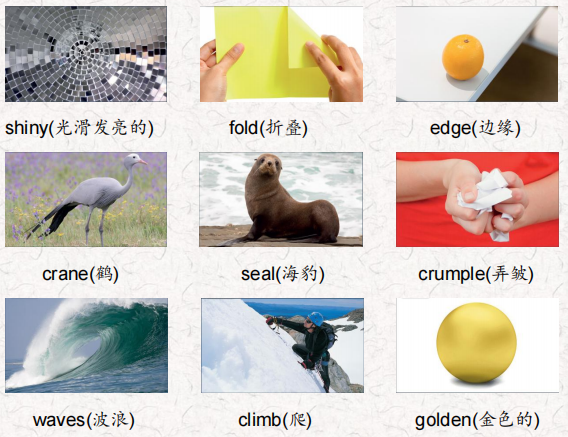 shiny(光滑发亮的)
fold(折叠)
edge(边缘)
crane(鹤)
seal(海豹)
crumple(弄皱)
waves(波浪)
climb(爬)
golden(金色的)